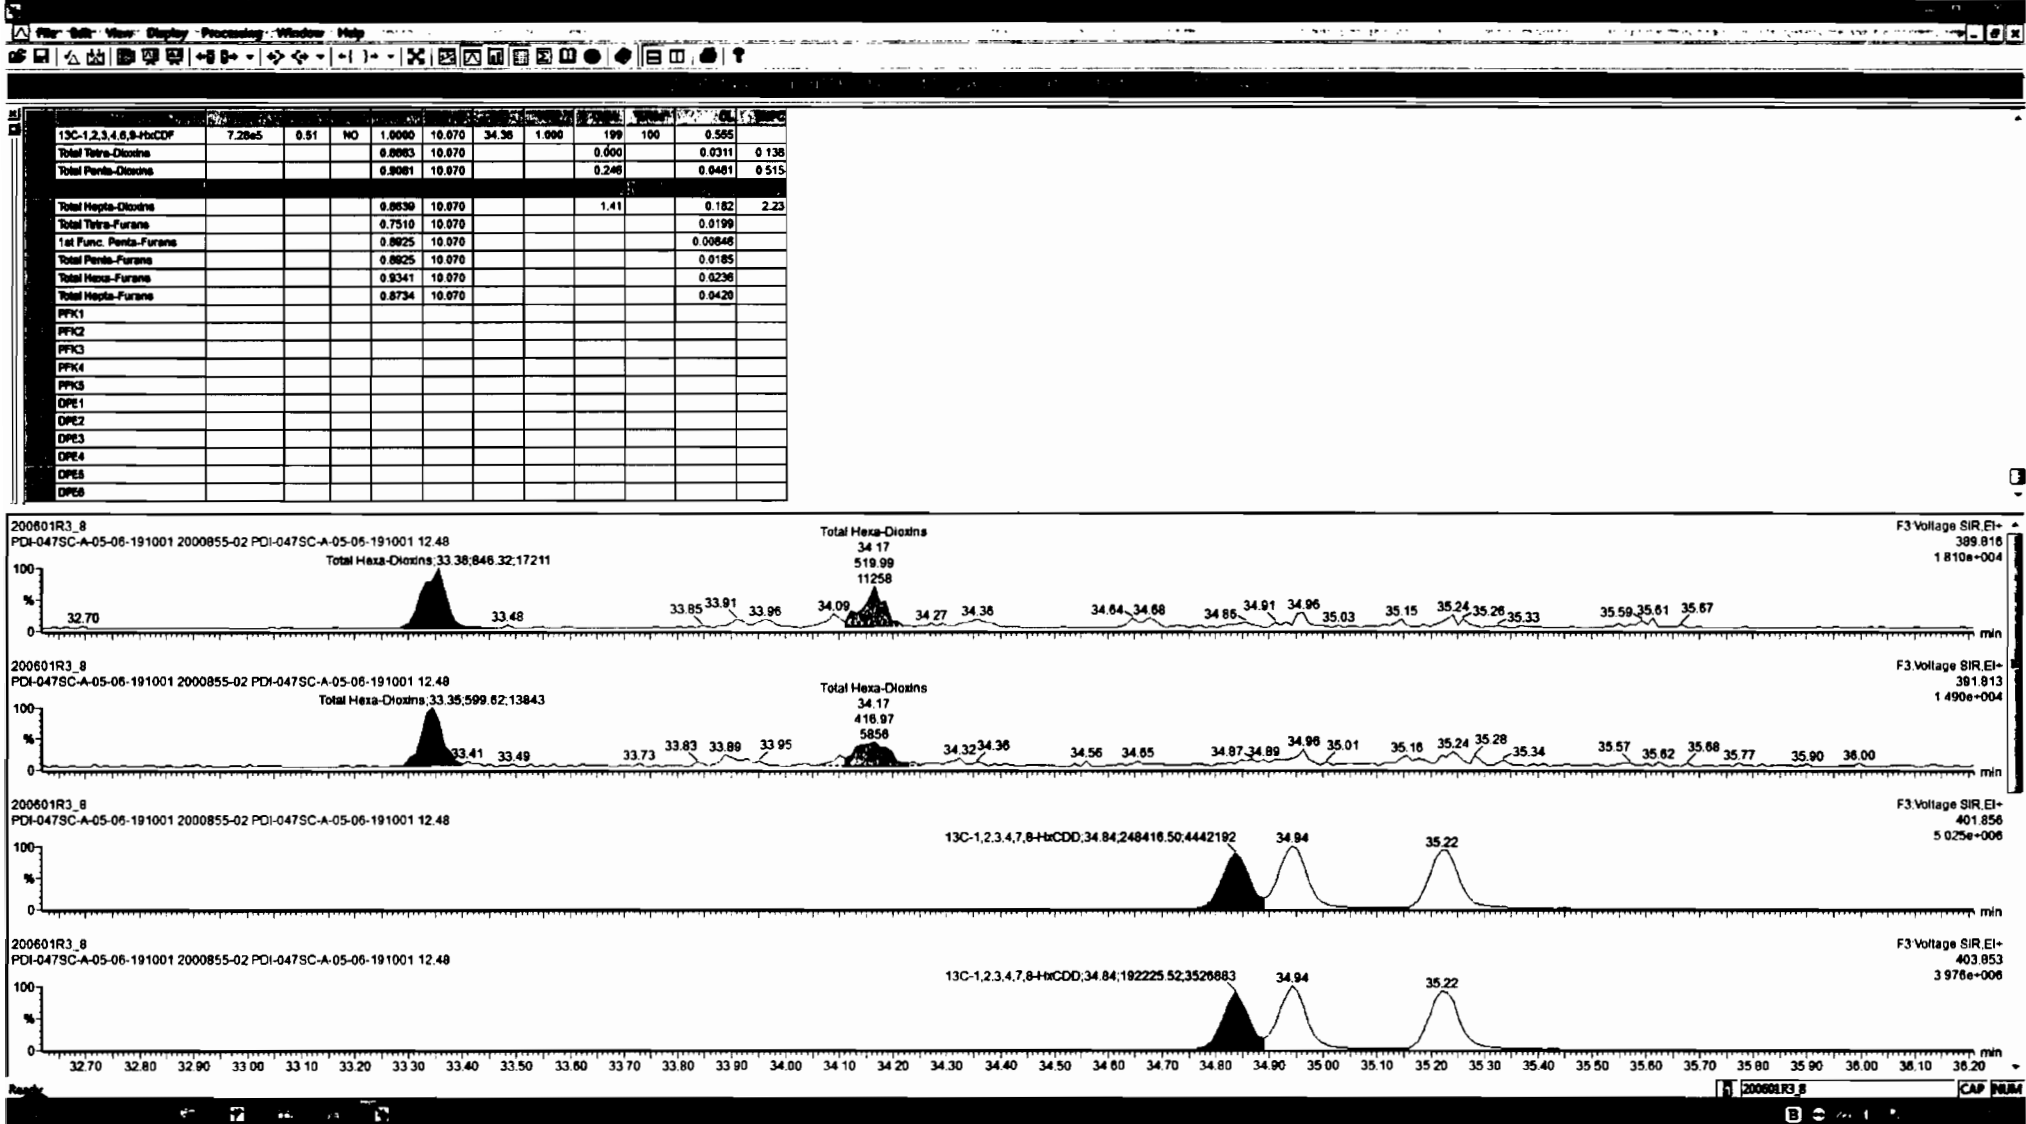 File Edit View Display Processing Window Help
13C-1,2,3,4,6,9-HxCDF 7.26e5 0.51 NO 1.0000 10.070 34.36 1.000 199 100 0.565
Total Tetra-Dioxins 10.070 0.000 0.0311 0.138
Total Penta-Dioxins 10.070 0.246 0.0461 0.515
Total Hepta-Dioxins 10.070 1.41 0.182 2.23
Total Tetra-Furans 0.7510 10.070 0.0199
1st Func. Penta-Furans 0.8925 10.070 0.00846
Total Penta-Furans 0.8925 10.070 0.0185
Total Hexa-Furans 0.9341 10.070 0.0236
Total Hepta-Furans 0.8734 10.070 0.0420
PFK1
PFK2
PFK3
PFK4
PFK5
DPE1
DPE2
DPE3
DPE4
DPE5
DPE6
200601R3_8
PDI-047SC-A-05-06-191001 2000855-02 PDI-047SC-A-05-06-191001 12.48
F3:Voltage SIR,EI+
389.816
1.810e+004
Total Hexa-Dioxins;33.36;846.32;17211
Total Hexa-Dioxins
34.17
519.99
11258
100
%
0
32.70 33.48 33.85 33.91 33.96 34.09 34.27 34.36 34.64 34.68 34.86 34.91 34.96 35.03 35.15 35.24 35.26 35.33 35.59 35.61 35.67
min
200601R3_8
PDI-047SC-A-05-06-191001 2000855-02 PDI-047SC-A-05-06-191001 12.48
F3:Voltage SIR,EI+
391.813
1.490e+004
Total Hexa-Dioxins;33.35;599.62;13843
Total Hexa-Dioxins
34.17
416.97
5856
100
%
0
33.41 33.49 33.73 33.83 33.89 33.95 34.32 34.36 34.56 34.65 34.87 34.89 34.96 35.01 35.16 35.24 35.28 35.34 35.57 35.62 35.68 35.77 35.90 36.00
min
200601R3_8
PDI-047SC-A-05-06-191001 2000855-02 PDI-047SC-A-05-06-191001 12.48
F3:Voltage SIR,EI+
401.856
5.025e+006
13C-1,2,3,4,7,8-HxCDD;34.84;248416.50;4442192
34.94
35.22
100
%
0
min
200601R3_8
PDI-047SC-A-05-06-191001 2000855-02 PDI-047SC-A-05-06-191001 12.48
F3:Voltage SIR,EI+
403.853
3.976e+006
13C-1,2,3,4,7,8-HxCDD;34.84;192225.52;3526883
34.94
35.22
100
%
0
min
32.70 32.80 32.90 33.00 33.10 33.20 33.30 33.40 33.50 33.60 33.70 33.80 33.90 34.00 34.10 34.20 34.30 34.40 34.50 34.60 34.70 34.80 34.90 35.00 35.10 35.20 35.30 35.40 35.50 35.60 35.70 35.80 35.90 36.00 36.10 36.20
Ready
200601R3_8
CAP NUM